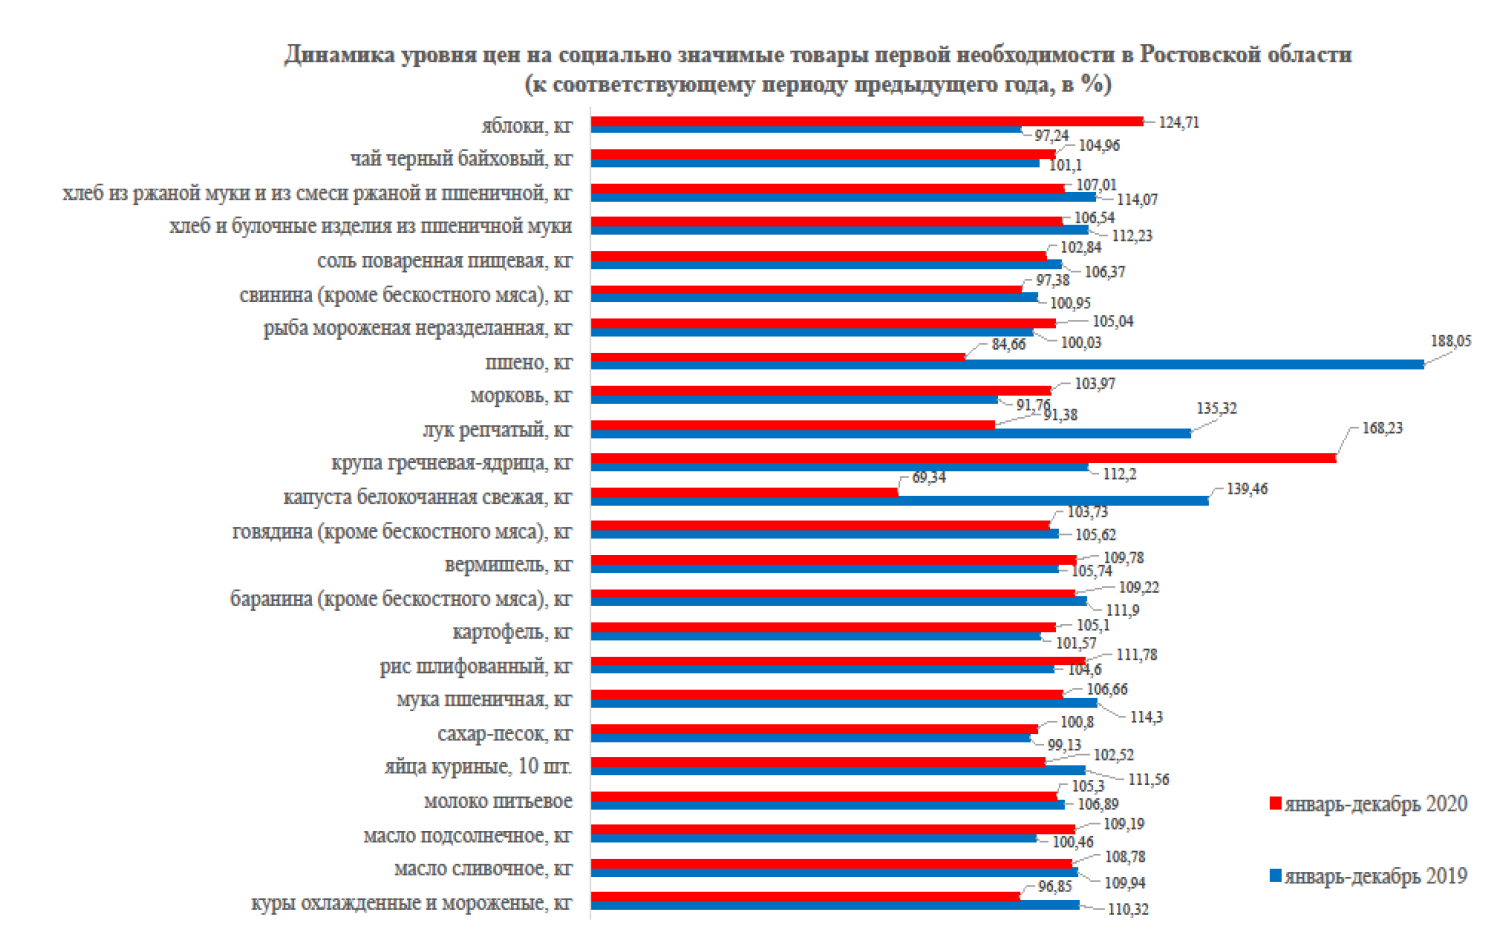 Динамика уровня цен на социально значимые товары первой необходимости в Ростовской области
(к соответствующему периоду предыдущего года, в %)
яблоки, кг
124,71
97,24
чай черный байховый, кг
104,96
101,1
хлеб из ржаной муки и из смеси ржаной и пшеничной, кг
107,01
114,07
хлеб и булочные изделия из пшеничной муки
106,54
112,23
соль поваренная пищевая, кг
102,84
106,37
свинина (кроме бескостного мяса), кг
97,38
100,95
рыба мороженая неразделанная, кг
105,04
100,03
пшено, кг
84,66
188,05
морковь, кг
103,97
91,76
лук репчатый, кг
91,38
135,32
крупа гречневая-ядрица, кг
168,23
112,2
капуста белокочанная свежая, кг
69,34
139,46
говядина (кроме бескостного мяса), кг
103,73
105,62
вермишель, кг
109,78
105,74
баранина (кроме бескостного мяса), кг
109,22
111,9
картофель, кг
105,1
101,57
рис шлифованный, кг
111,78
104,6
мука пшеничная, кг
106,66
114,3
сахар-песок, кг
100,8
99,13
яйца куриные, 10 шт.
102,52
111,56
молоко питьевое
105,3
106,89
масло подсолнечное, кг
109,19
100,46
масло сливочное, кг
108,78
109,94
куры охлажденные и мороженые, кг
96,85
110,32
январь-декабрь 2020
январь-декабрь 2019